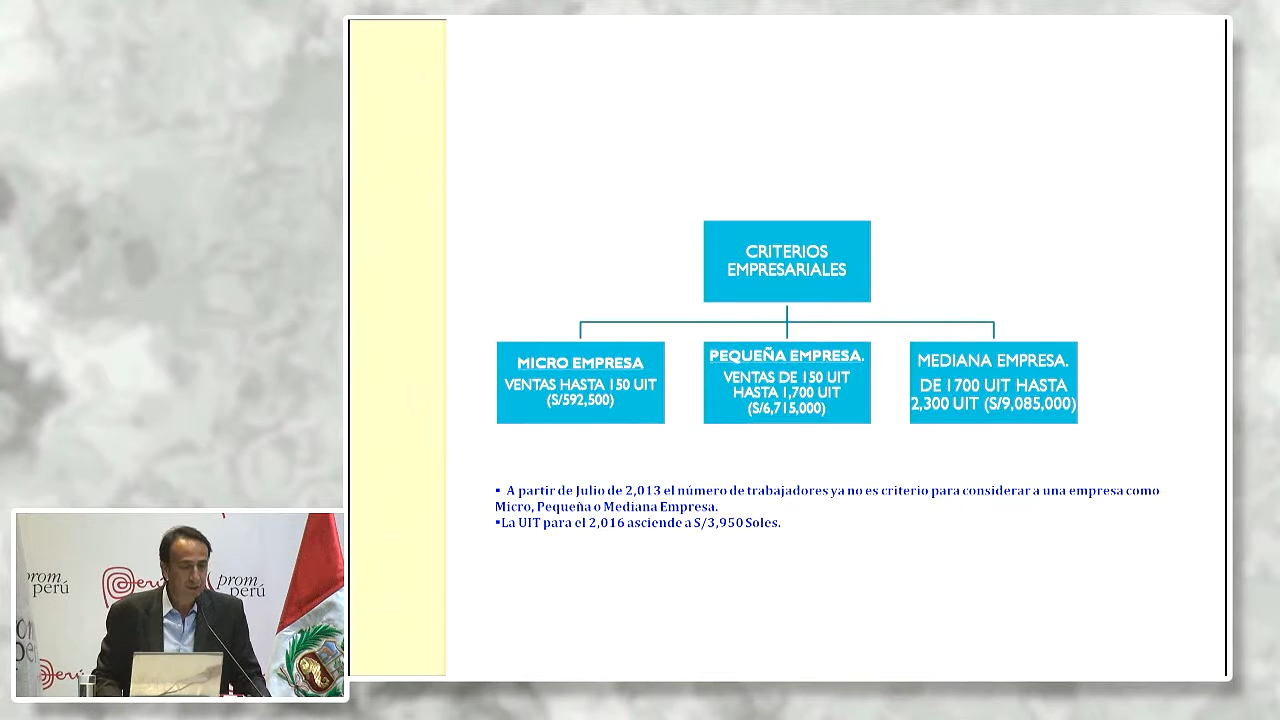 CRITERIOS
EMPRESARIALES
MICRO EMPRESA
VENTAS HASTA 150 UIT
(S/592,500)
PEQUEÑA EMPRESA.
VENTAS DE 150 UIT
HASTA 1,700 UIT
(S/6,715,000)
MEDIANA EMPRESA.
DE 1700 UIT HASTA
2,300 UIT (S/9,085,000)
▪ A partir de Julio de 2,013 el número de trabajadores ya no es criterio para considerar a una empresa como
Micro, Pequeña o Mediana Empresa.
▪La UIT para el 2,016 asciende a S/3,950 Soles.
prom
perú
Perú
prom
perú
Perú